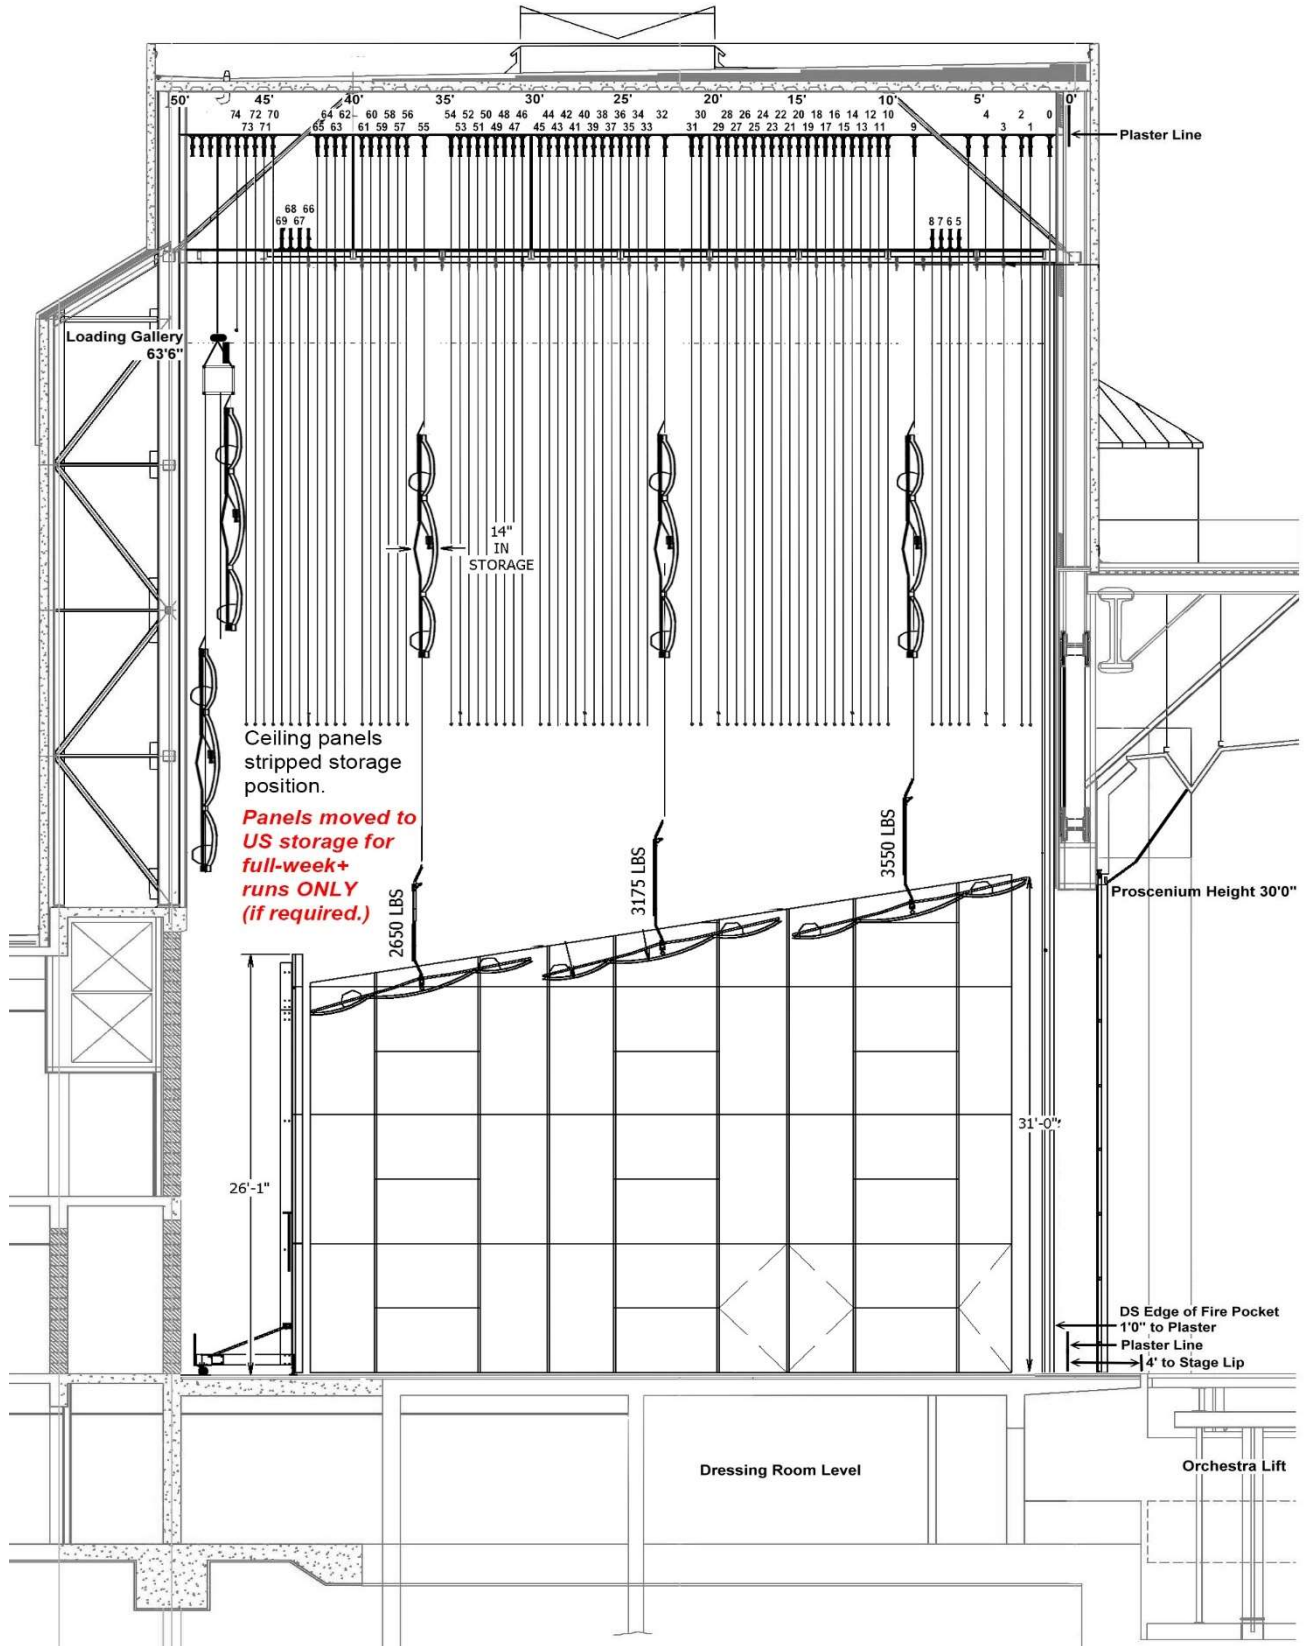 50' 45' 40' 35' 30' 25' 20' 15' 10' 5' 0'
74 72 70 64 62 60 58 56 54 52 50 48 46 44 42 40 38 36 34 32 30 28 26 24 22 20 18 16 14 12 10 4 2 0
73 71 65 63 61 59 57 55 53 51 49 47 45 43 41 39 37 35 33 31 29 27 25 23 21 19 17 15 13 11 9 3 1
Plaster Line
68 66
69 67
8 7 6 5
Loading Gallery
63'6"
14"
IN
STORAGE
Ceiling panels
stripped storage
position.
Panels moved to
US storage for
full-week+
runs ONLY
(if required.)
2650 LBS
3175 LBS
3550 LBS
Proscenium Height 30'0"
26'-1"
31'-0"
DS Edge of Fire Pocket
1'0" to Plaster
Plaster Line
4' to Stage Lip
Dressing Room Level
Orchestra Lift